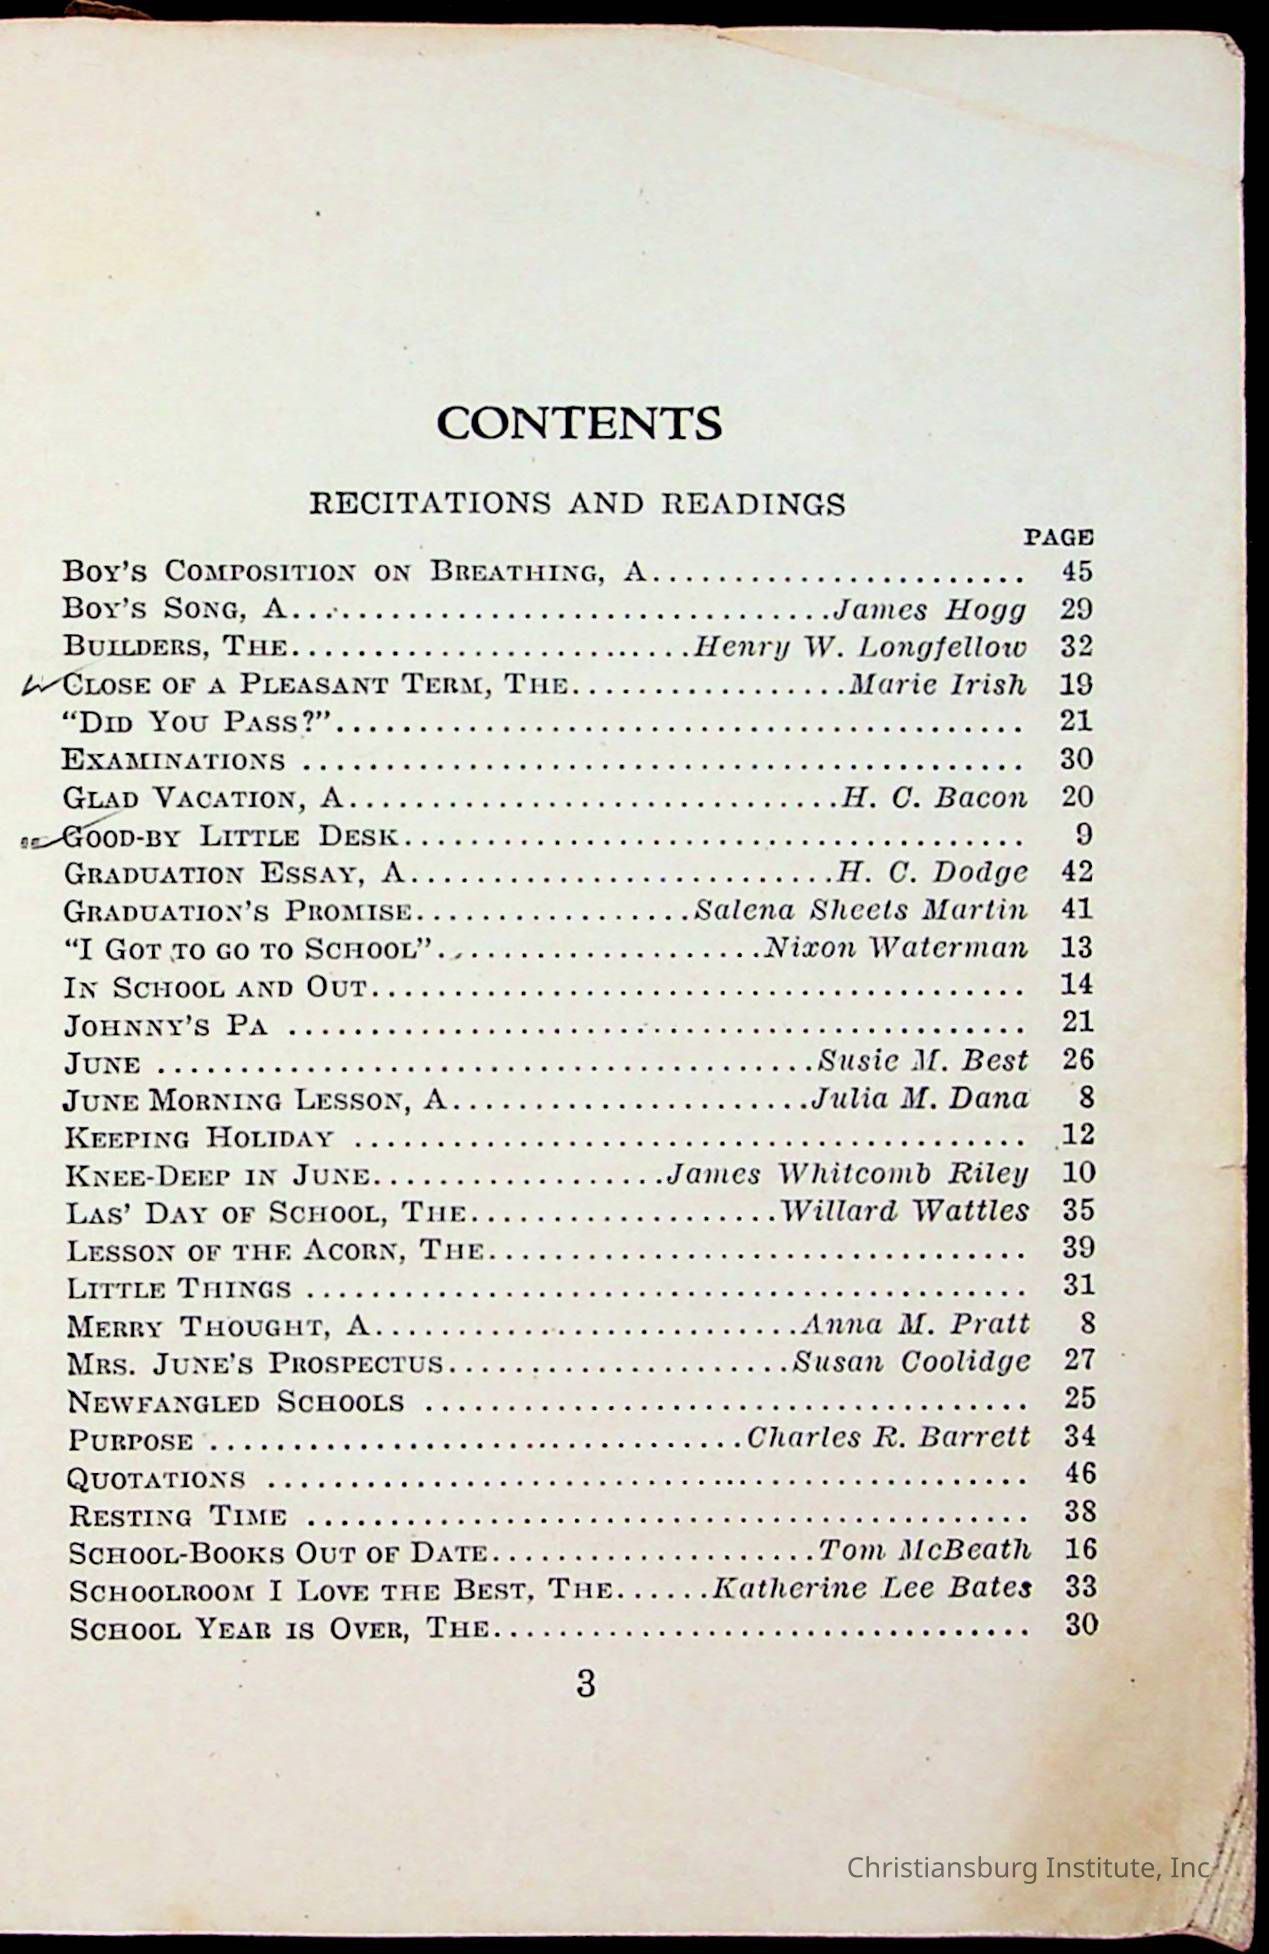 CONTENTS
RECITATIONS AND READINGS
PAGE
BOY'S COMPOSITION ON BREATHING, A....................... 45
BOY'S SONG, A.................................James Hogg 29
BUILDERS, THE........................Henry W. Longfellow 32
CLOSE OF A PLEASANT TERM, THE.................Marie Irish 19
"DID YOU PASS?".......................................... 21
EXAMINATIONS ............................................ 30
GLAD VACATION, A..............................H. C. Bacon 20
GOOD-BY LITTLE DESK...................................... 9
GRADUATION ESSAY, A..........................H. C. Dodge 42
GRADUATION'S PROMISE.................Salena Sheets Martin 41
"I GOT TO GO TO SCHOOL"....................Nixon Waterman 13
IN SCHOOL AND OUT........................................ 14
JOHNNY'S PA ............................................. 21
JUNE ........................................Susie M. Best 26
JUNE MORNING LESSON, A......................Julia M. Dana 8
KEEPING HOLIDAY ......................................... 12
KNEE-DEEP IN JUNE..................James Whitcomb Riley 10
LAS' DAY OF SCHOOL, THE...................Willard Wattles 35
LESSON OF THE ACORN, THE................................. 39
LITTLE THINGS ........................................... 31
MERRY THOUGHT, A..........................Anna M. Pratt 8
MRS. JUNE'S PROSPECTUS.....................Susan Coolidge 27
NEWFANGLED SCHOOLS ..................................... 25
PURPOSE .................................Charles R. Barrett 34
QUOTATIONS .............................................. 46
RESTING TIME ............................................ 38
SCHOOL-BOOKS OUT OF DATE....................Tom McBeath 16
SCHOOLROOM I LOVE THE BEST, THE......Katherine Lee Bates 33
SCHOOL YEAR IS OVER, THE................................. 30
3
Christiansburg Institute, Inc